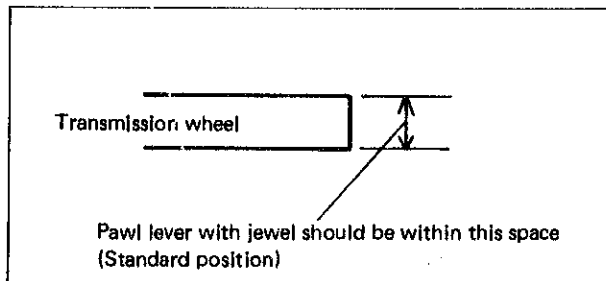 Transmission wheel
Pawl lever with jewel should be within this space
(Standard position)